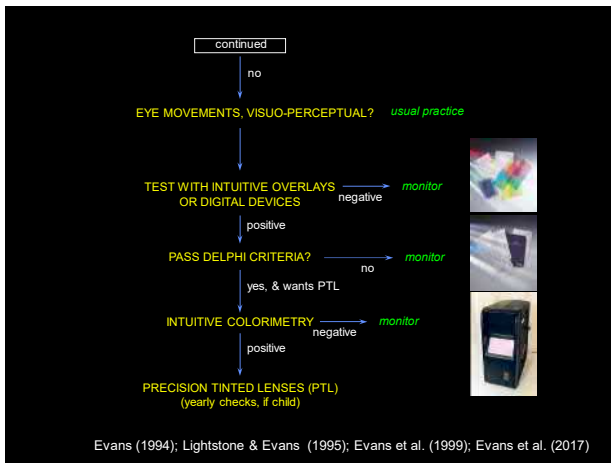 continued
no
EYE MOVEMENTS, VISUO-PERCEPTUAL? usual practice
TEST WITH INTUITIVE OVERLAYS
OR DIGITAL DEVICES
negative
monitor
positive
PASS DELPHI CRITERIA?
no
monitor
yes, & wants PTL
INTUITIVE COLORIMETRY
negative
monitor
positive
PRECISION TINTED LENSES (PTL)
(yearly checks, if child)
Evans (1994); Lightstone & Evans (1995); Evans et al. (1999); Evans et al. (2017)